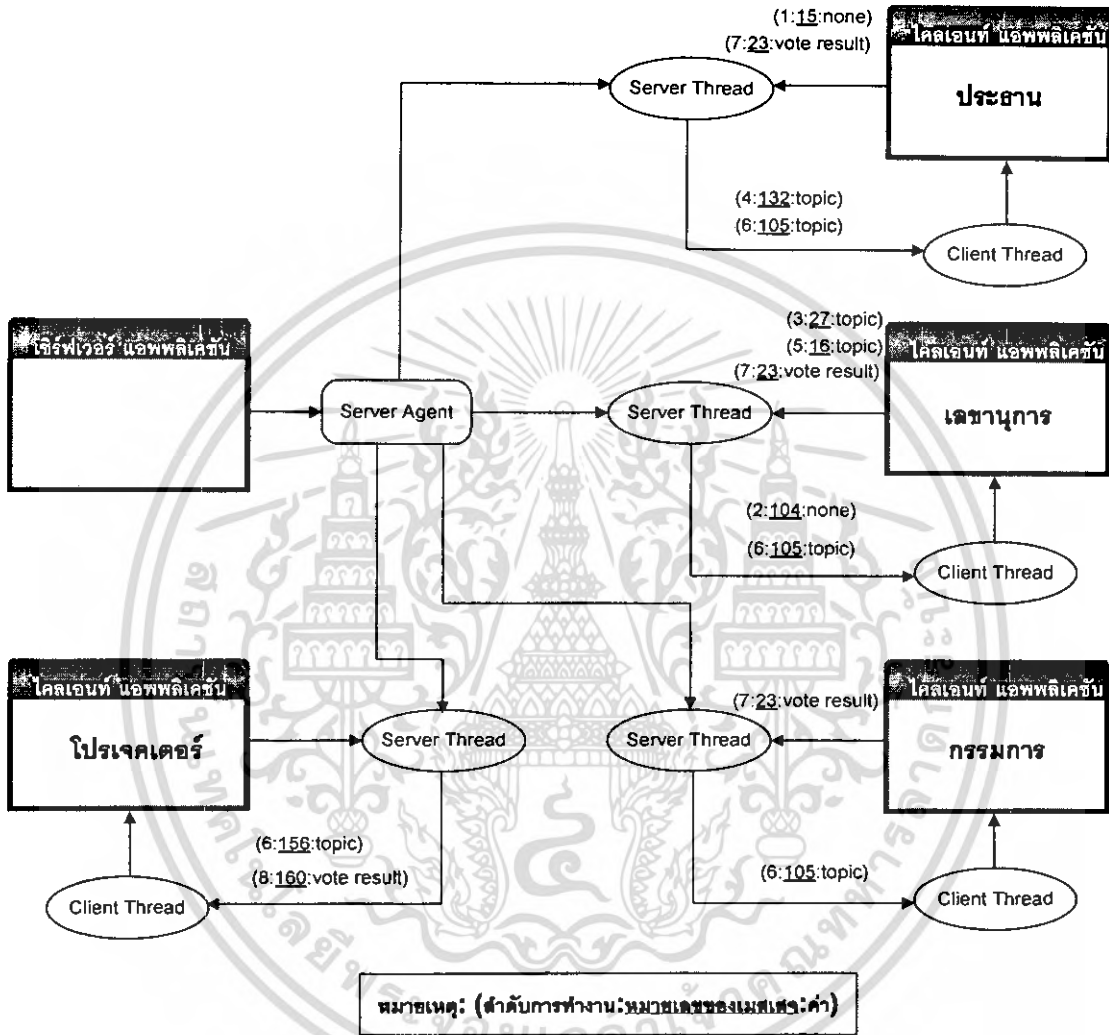 (1:15:none)
(7:23:vote result)
ไคลเอนท์ แอพพลิเคชัน
ประธาน
Server Thread
(4:132:topic)
(6:105:topic)
Client Thread
เซิร์ฟเวอร์ แอพพลิเคชัน
Server Agent
(3:27:topic)
(5:16:topic)
(7:23:vote result)
ไคลเอนท์ แอพพลิเคชัน
เลขานุการ
Server Thread
(2:104:none)
(6:105:topic)
Client Thread
ไคลเอนท์ แอพพลิเคชัน
โปรเจคเตอร์
Server Thread
(6:156:topic)
(8:160:vote result)
Client Thread
(7:23:vote result)
ไคลเอนท์ แอพพลิเคชัน
กรรมการ
Server Thread
(6:105:topic)
Client Thread
หมายเหตุ: (ลำดับการทำงาน:หมายเลขของเมสเสจ:ค่า)